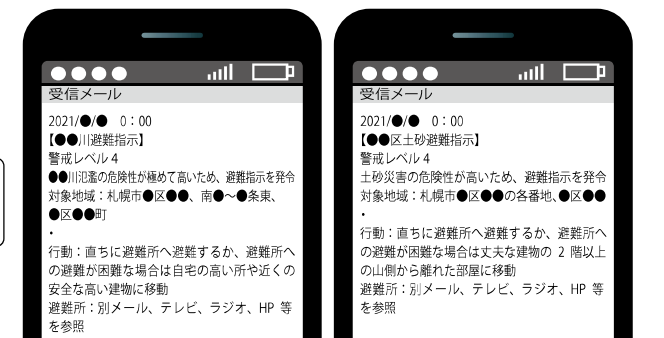 受信メール
2021/●/● 0：00
【●●川避難指示】
警戒レベル 4
●●川氾濫の危険性が極めて高いため、避難指示を発令
対象地域：札幌市●区●●、南●～●条東、
●区●●町
・
行動：直ちに避難所へ避難するか、避難所へ
の避難が困難な場合は自宅の高い所や近くの
安全な高い建物に移動
避難所：別メール、テレビ、ラジオ、HP 等
を参照
受信メール
2021/●/● 0：00
【●●区土砂避難指示】
警戒レベル 4
土砂災害の危険性が高いため、避難指示を発令
対象地域：札幌市●区●●の各番地、●区●●
・
行動：直ちに避難所へ避難するか、避難所へ
の避難が困難な場合は丈夫な建物の 2 階以上
の山側から離れた部屋に移動
避難所：別メール、テレビ、ラジオ、HP 等
を参照